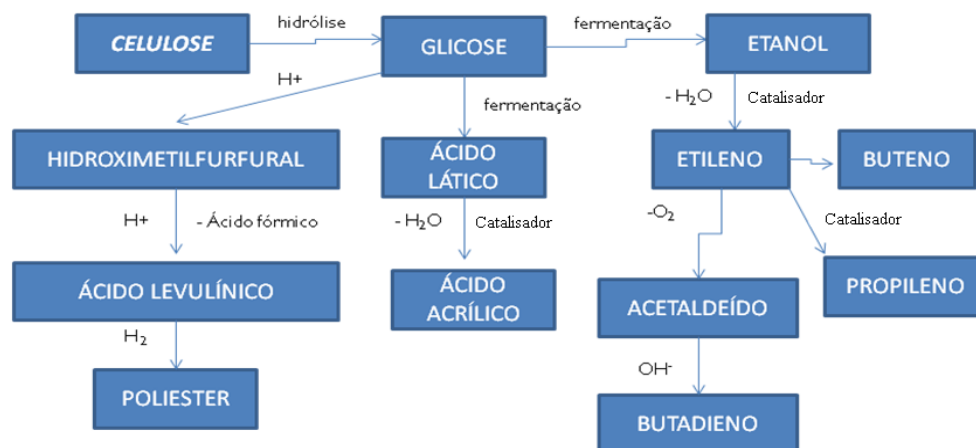 CELULOSE
hidrólise
GLICOSE
fermentação
ETANOL
H+
fermentação
- H₂O
Catalisador
HIDROXIMETILFURFURAL
ÁCIDO
LÁTICO
ETILENO
BUTENO
H+
- Ácido fórmico
- H₂O
Catalisador
-O₂
Catalisador
ÁCIDO LEVULÍNICO
ÁCIDO
ACRÍLICO
ACETALDEÍDO
PROPILENO
H₂
OH-
POLIESTER
BUTADIENO